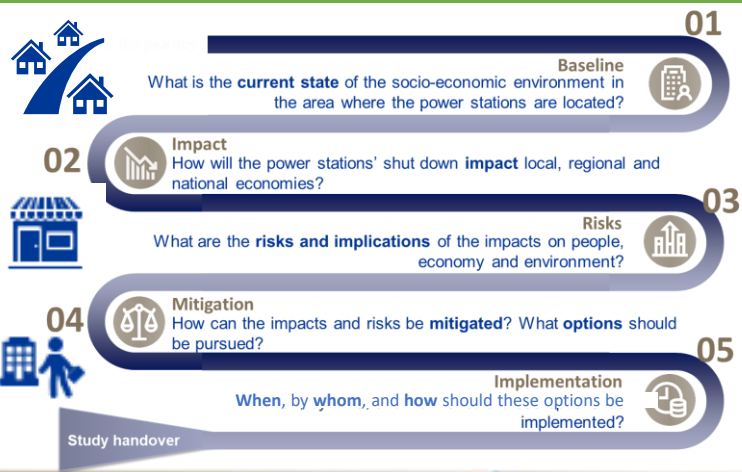 01
Baseline
What is the current state of the socio-economic environment in
the area where the power stations are located?
02
Impact
How will the power stations' shut down impact local, regional and
national economies?
03
Risks
What are the risks and implications of the impacts on people,
economy and environment?
04
Mitigation
How can the impacts and risks be mitigated? What options should
be pursued?
05
Implementation
When, by whom, and how should these options be
implemented?
Study handover